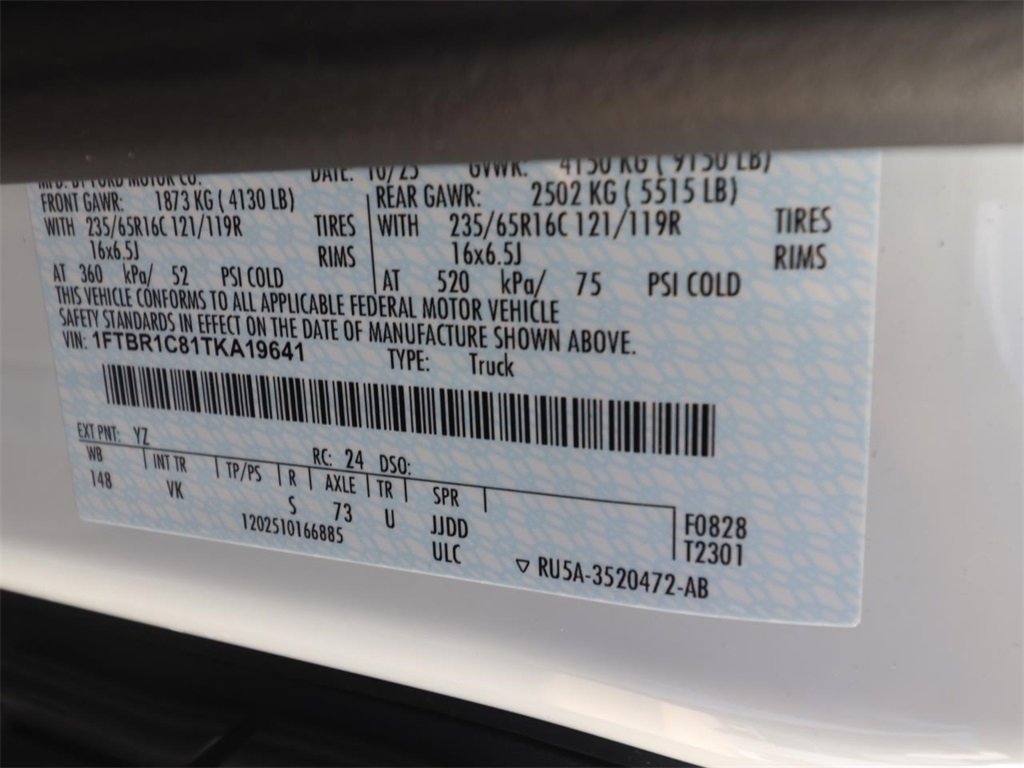 MFD. BY FORD MOTOR CO. DATE: 10/25 GVWR: 4150 KG ( 9150 LB)
FRONT GAWR: 1873 KG ( 4130 LB) REAR GAWR: 2502 KG ( 5515 LB)
WITH 235/65R16C 121/119R TIRES WITH 235/65R16C 121/119R TIRES
16x6.5J RIMS 16x6.5J RIMS
AT 360 kPa/ 52 PSI COLD AT 520 kPa/ 75 PSI COLD
THIS VEHICLE CONFORMS TO ALL APPLICABLE FEDERAL MOTOR VEHICLE
SAFETY STANDARDS IN EFFECT ON THE DATE OF MANUFACTURE SHOWN ABOVE.
VIN: 1FTBR1C81TKA19641 TYPE: Truck
EXT PNT: YZ RC: 24 DSO:
WB INT TR TP/PS R AXLE TR SPR
148 VK S 73 U JJDD F0828
1202510166885 ULC T2301
RU5A-3520472-AB